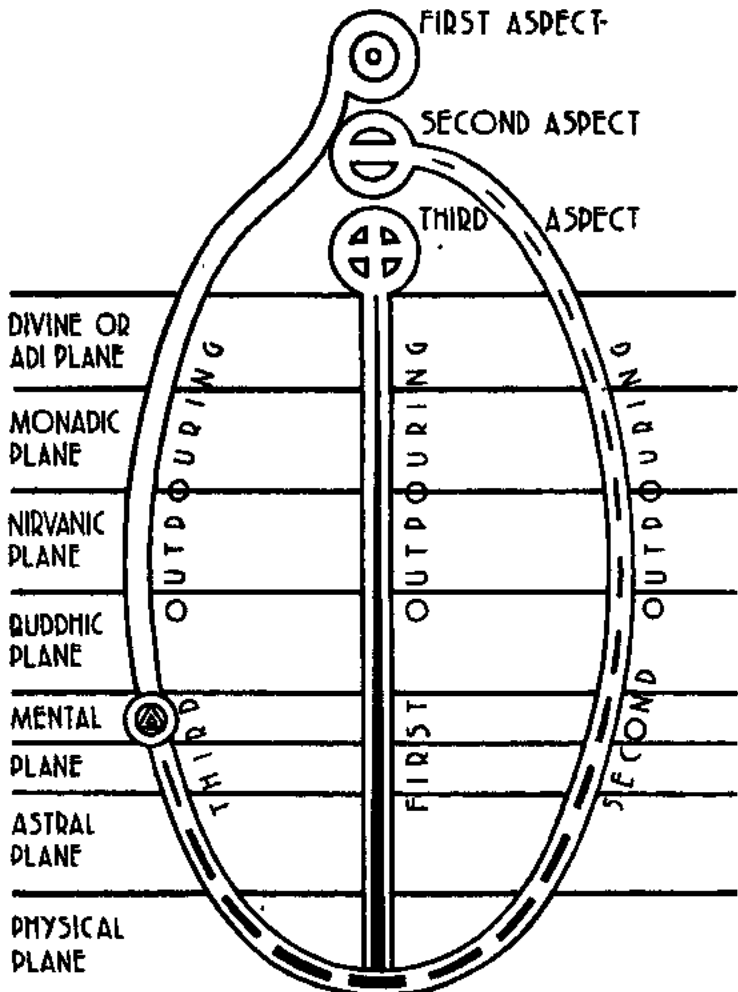 FIRST ASPECT
SECOND ASPECT
THIRD ASPECT
DIVINE OR
ADI PLANE
MONADIC
PLANE
NIRVANIC
PLANE
BUDDHIC
PLANE
MENTAL
PLANE
ASTRAL
PLANE
PHYSICAL
PLANE
THIRD OUTPOURING
FIRST OUTPOURING
SECOND OUTPOURING